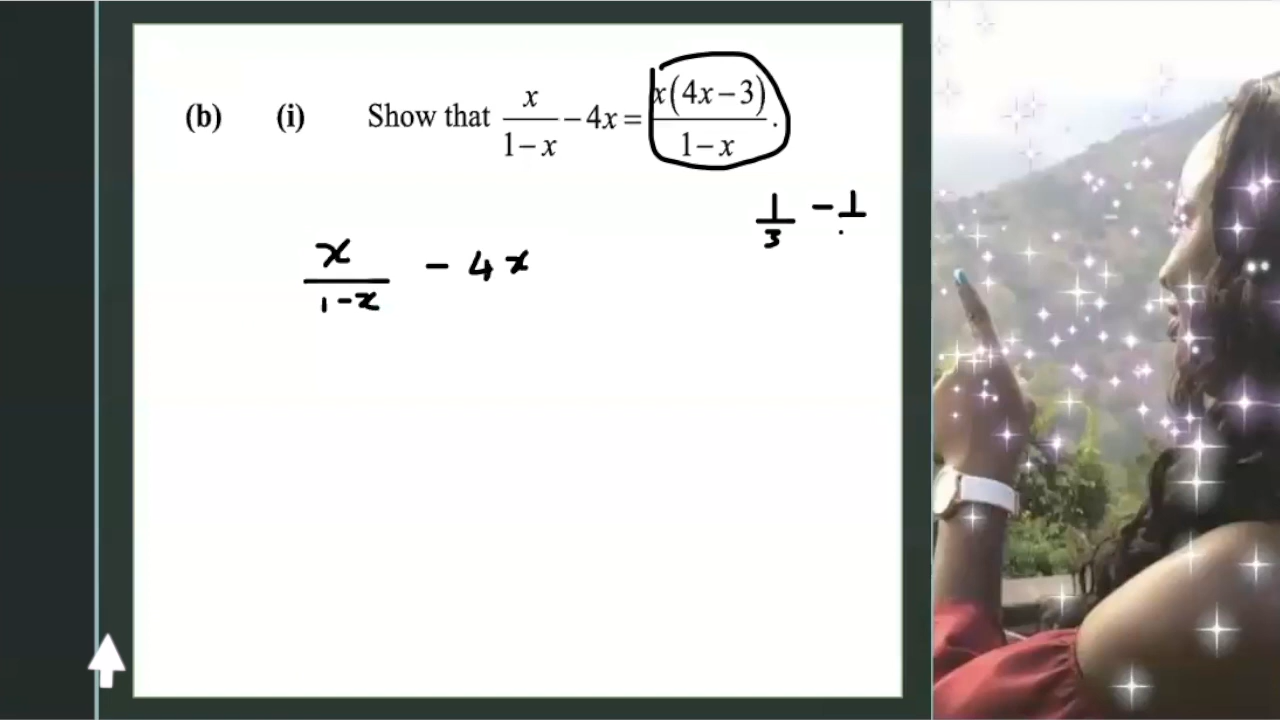 (b) (i) Show that x/(1−x) − 4x = x(4x−3)/(1−x).
1/3 − 1/
x/(1−x) − 4x